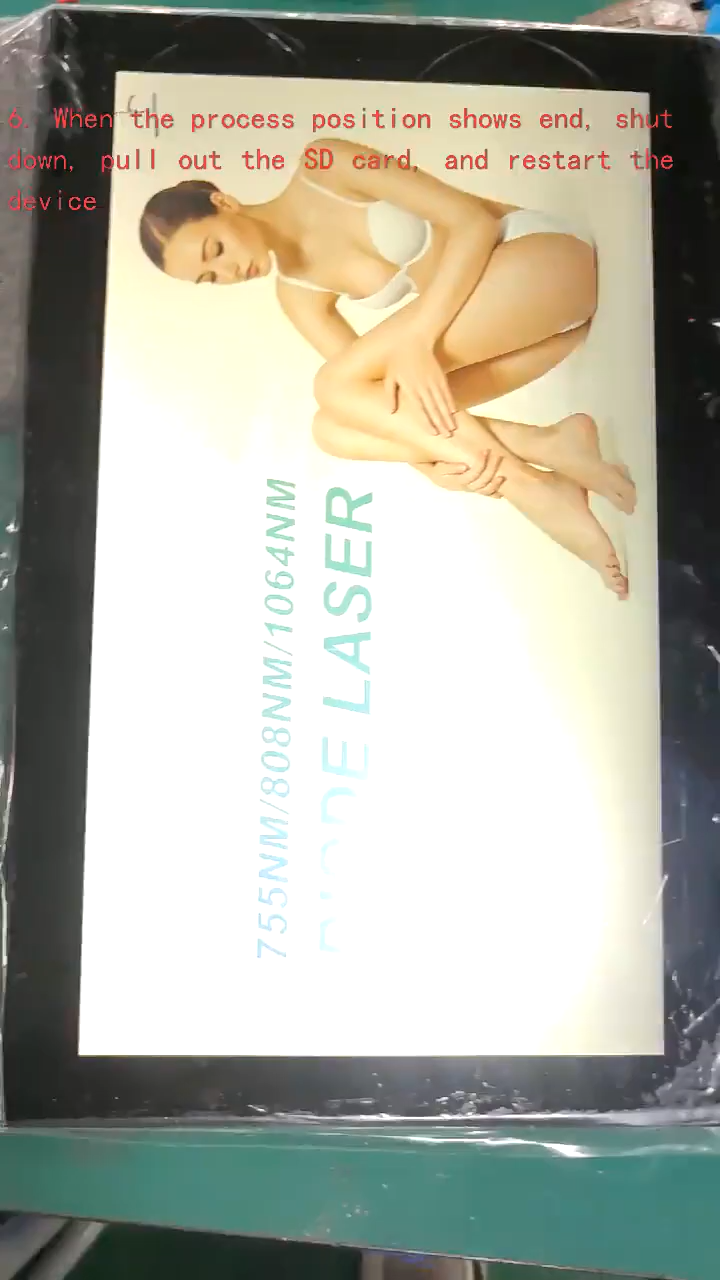 6. When the process position shows end, shut
down, pull out the SD card, and restart the
device
755NM/808NM/1064NM
DIODE LASER